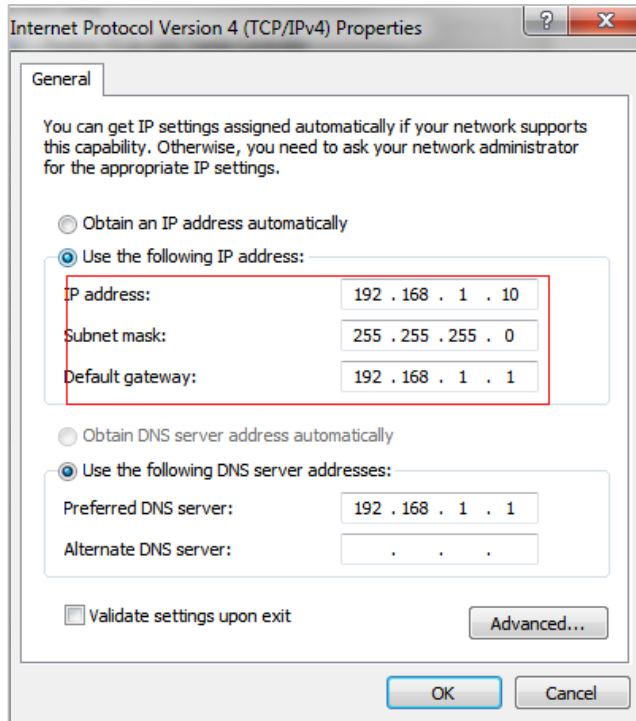 Internet Protocol Version 4 (TCP/IPv4) Properties
?
X
General
You can get IP settings assigned automatically if your network supports
this capability. Otherwise, you need to ask your network administrator
for the appropriate IP settings.
Obtain an IP address automatically
Use the following IP address:
IP address: 192 . 168 . 1 . 10
Subnet mask: 255 . 255 . 255 . 0
Default gateway: 192 . 168 . 1 . 1
Obtain DNS server address automatically
Use the following DNS server addresses:
Preferred DNS server: 192 . 168 . 1 . 1
Alternate DNS server: . . .
Validate settings upon exit
Advanced...
OK Cancel